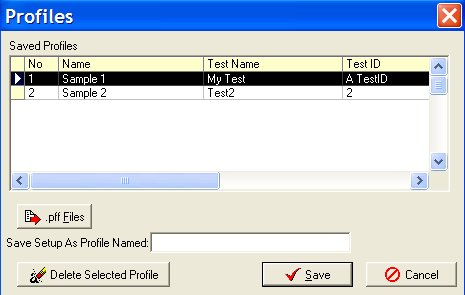 Profiles
Saved Profiles
No Name Test Name Test ID
1 Sample 1 My Test A TestID
2 Sample 2 Test2 2
.pff Files
Save Setup As Profile Named:
Delete Selected Profile Save Cancel